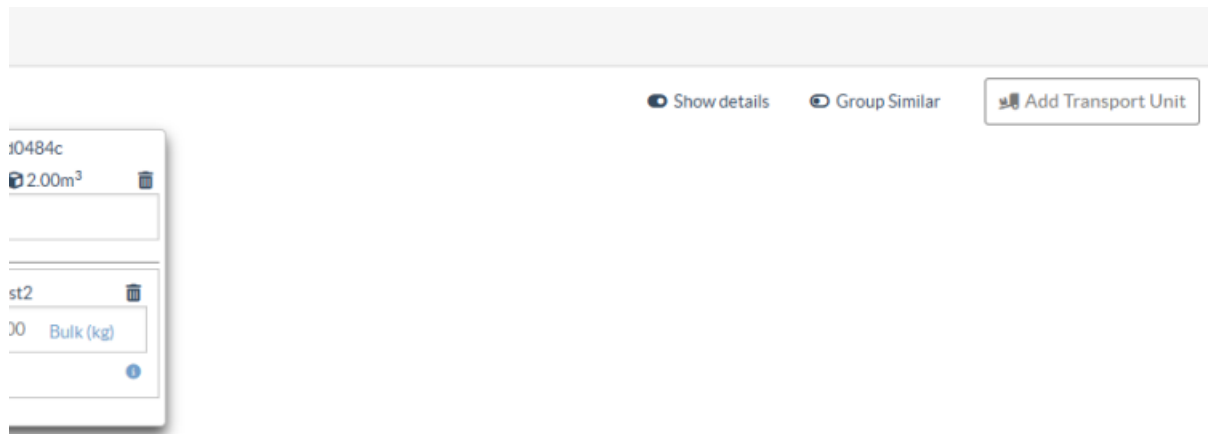 Show details Group Similar Add Transport Unit
d0484c
2.00m³
st2
00 Bulk (kg)